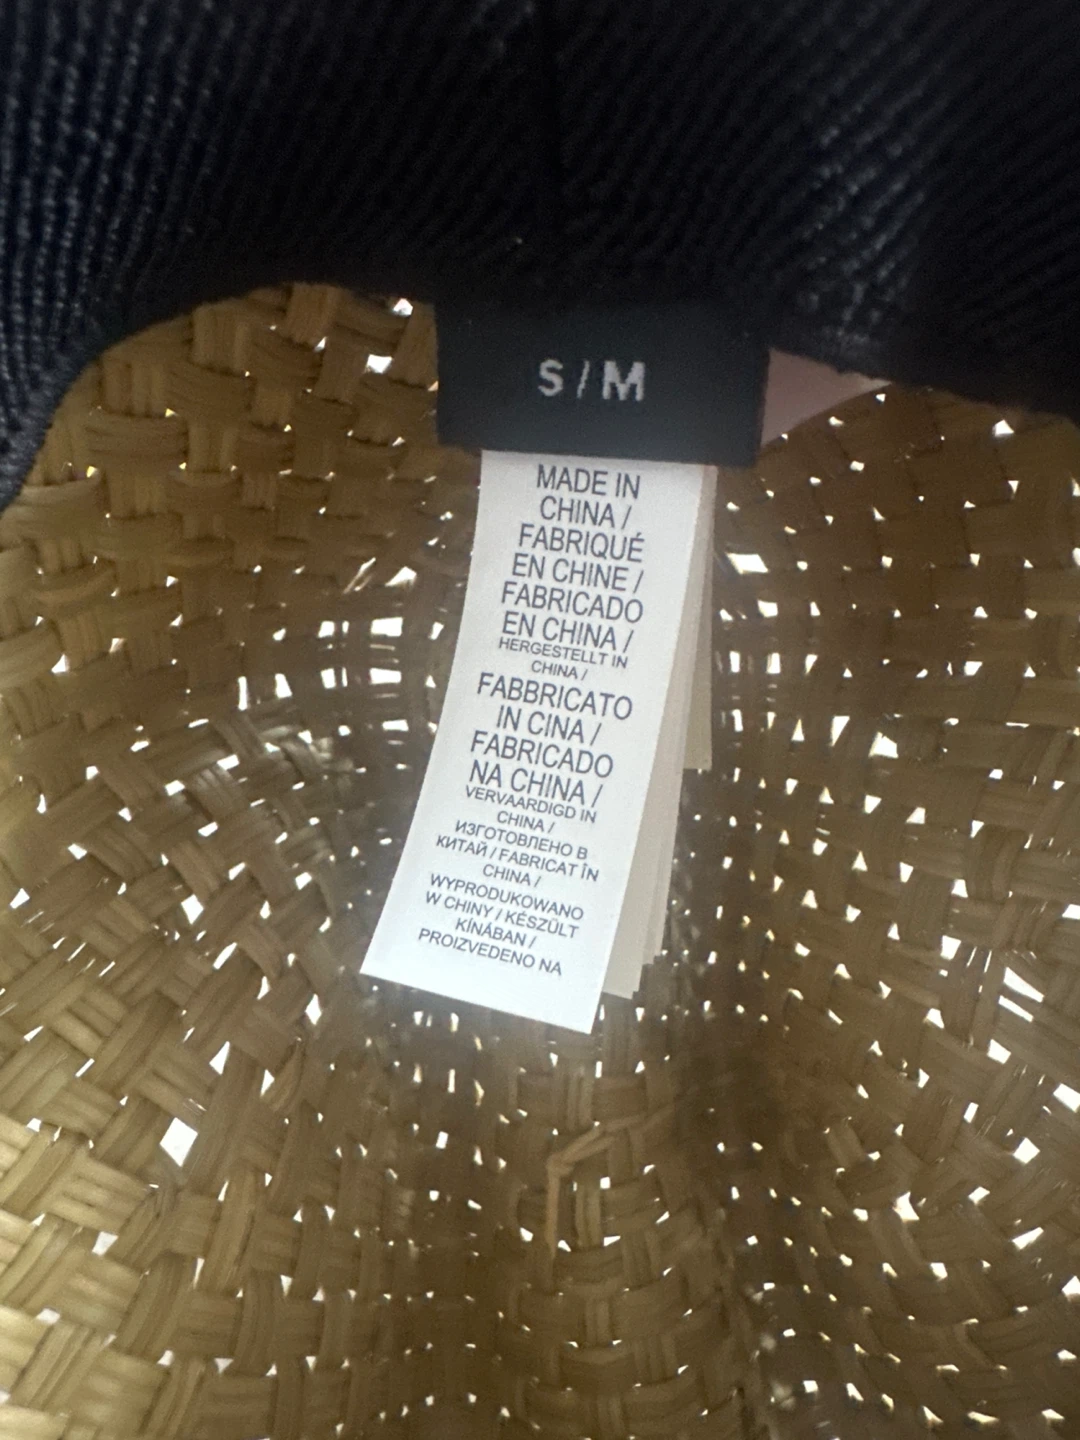 S / M
MADE IN
CHINA /
FABRIQUÉ
EN CHINE /
FABRICADO
EN CHINA /
HERGESTELLT IN
CHINA /
FABBRICATO
IN CINA /
FABRICADO
NA CHINA /
VERVAARDIGD IN
CHINA /
ИЗГОТОВЛЕНО В
КИТАЙ / FABRICAT ÎN
CHINA /
WYPRODUKOWANO
W CHINY / KÉSZÜLT
KÍNÁBAN /
PROIZVEDENO NA